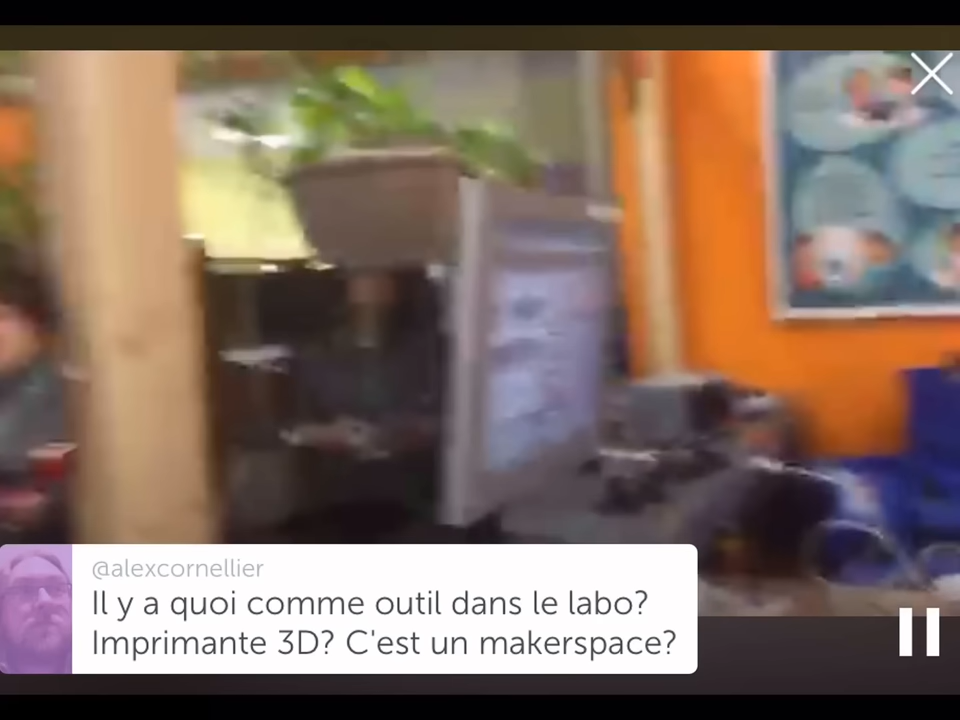 @alexcornellier
Il y a quoi comme outil dans le labo?
Imprimante 3D? C'est un makerspace?